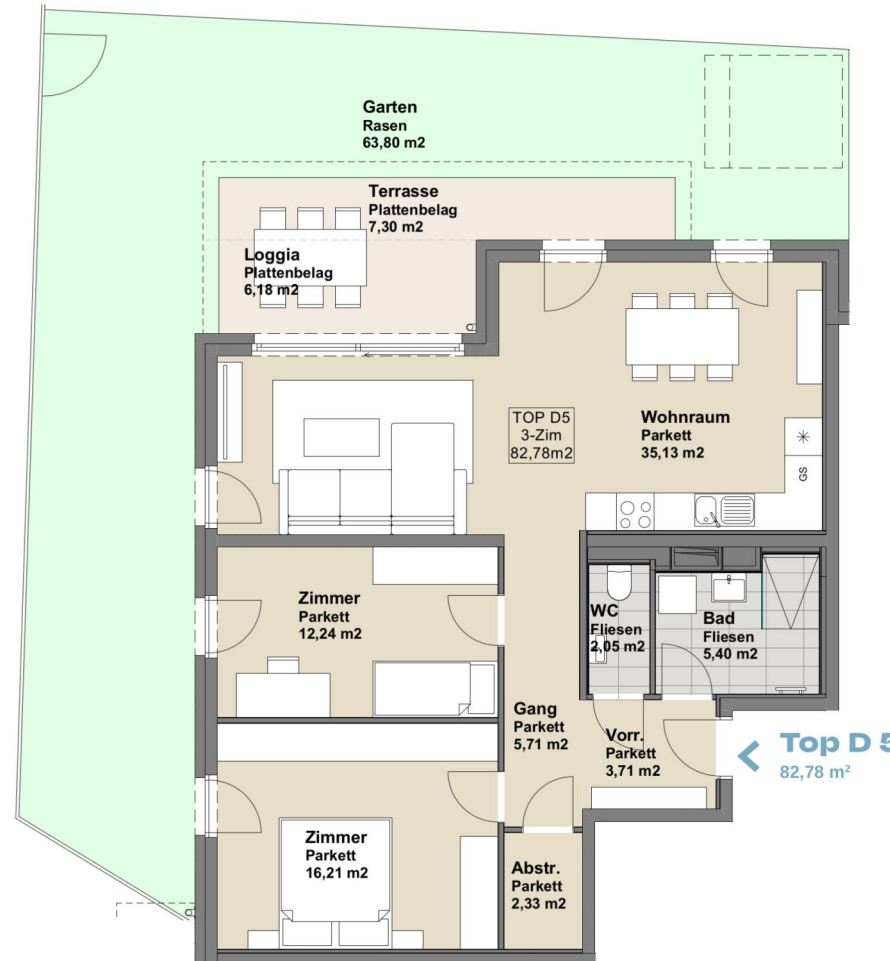 Garten
Rasen
63,80 m2
Terrasse
Plattenbelag
7,30 m2
Loggia
Plattenbelag
6,18 m2
TOP D5
3-Zim
82,78m2
Wohnraum
Parkett
35,13 m2
GS
Zimmer
Parkett
12,24 m2
WC
Fliesen
2,05 m2
Bad
Fliesen
5,40 m2
Gang
Parkett
5,71 m2
Vorr.
Parkett
3,71 m2
Top D 5
82,78 m²
Zimmer
Parkett
16,21 m2
Abstr.
Parkett
2,33 m2